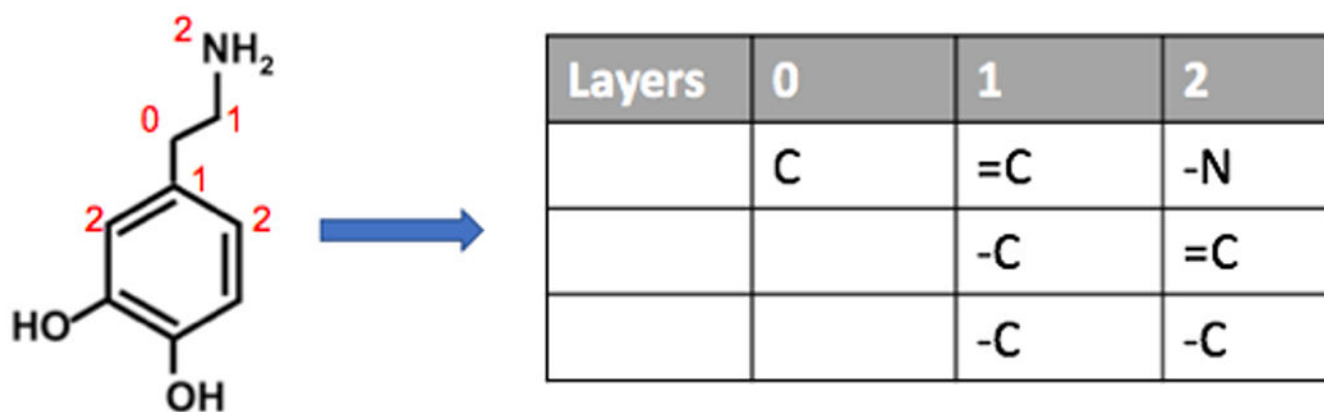 2 NH₂
0 1
1
2 2
HO
OH
Layers 0 1 2
C =C -N
-C =C
-C -C